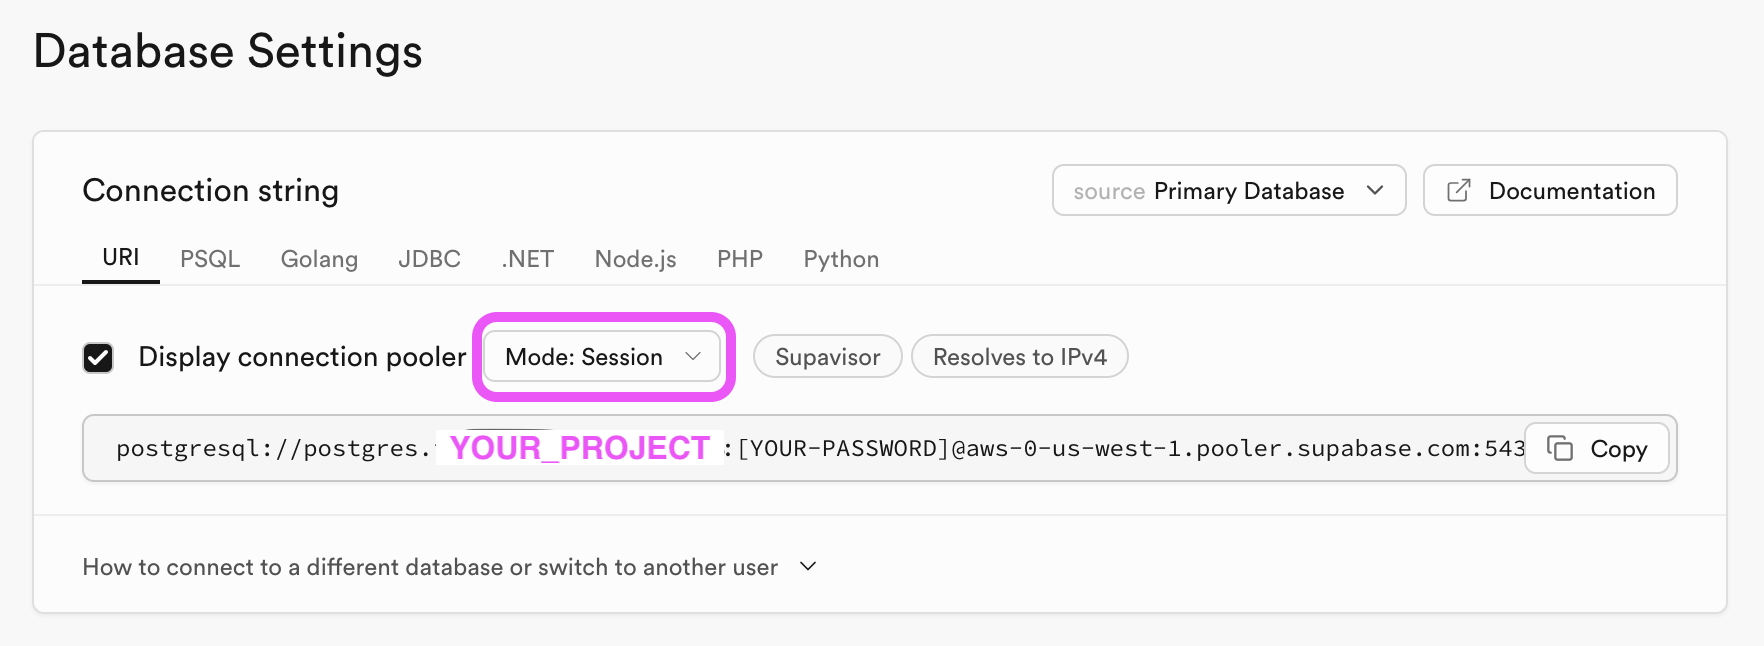 Database Settings
Connection string
source Primary Database
Documentation
URI PSQL Golang JDBC .NET Node.js PHP Python
Display connection pooler Mode: Session Supavisor Resolves to IPv4
postgresql://postgres. YOUR_PROJECT :[YOUR-PASSWORD]@aws-0-us-west-1.pooler.supabase.com:543 Copy
How to connect to a different database or switch to another user